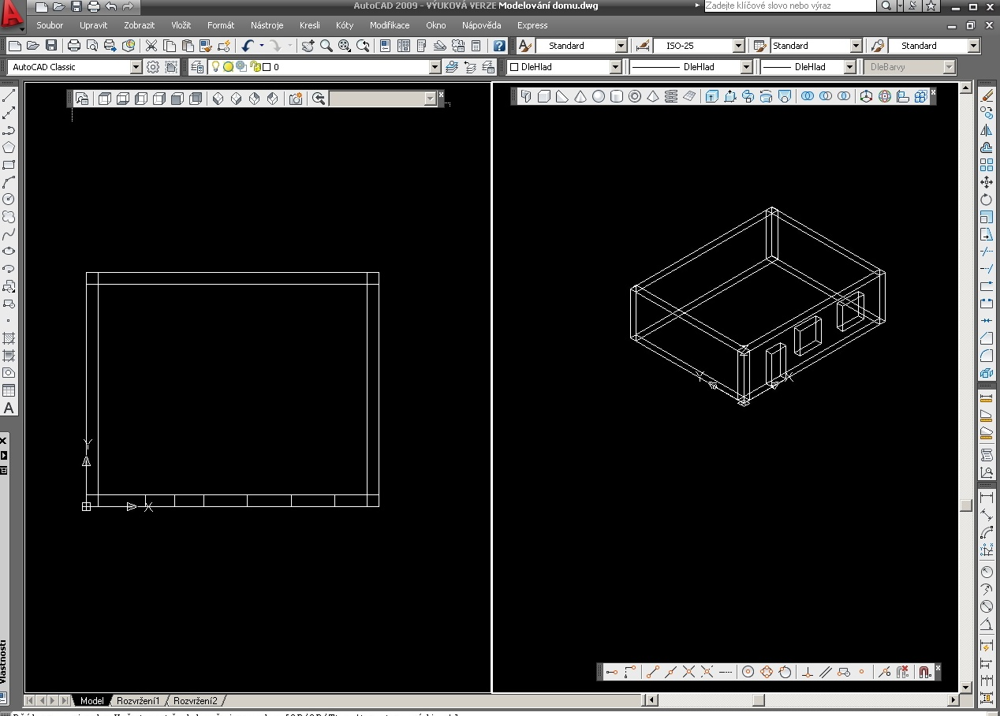 AutoCAD 2009 - VÝUKOVÁ VERZE Modelování domu.dwg
Zadejte klíčové slovo nebo výraz
Soubor Upravit Zobrazit Vložit Formát Nástroje Kresli Kóty Modifikace Okno Nápověda Express
Standard ISO-25 Standard Standard
AutoCAD Classic 0 DleHlad DleHlad DleHlad DleBarvy
Y
X
Y
X
A
Vlastnosti
Model Rozvržení1 Rozvržení2